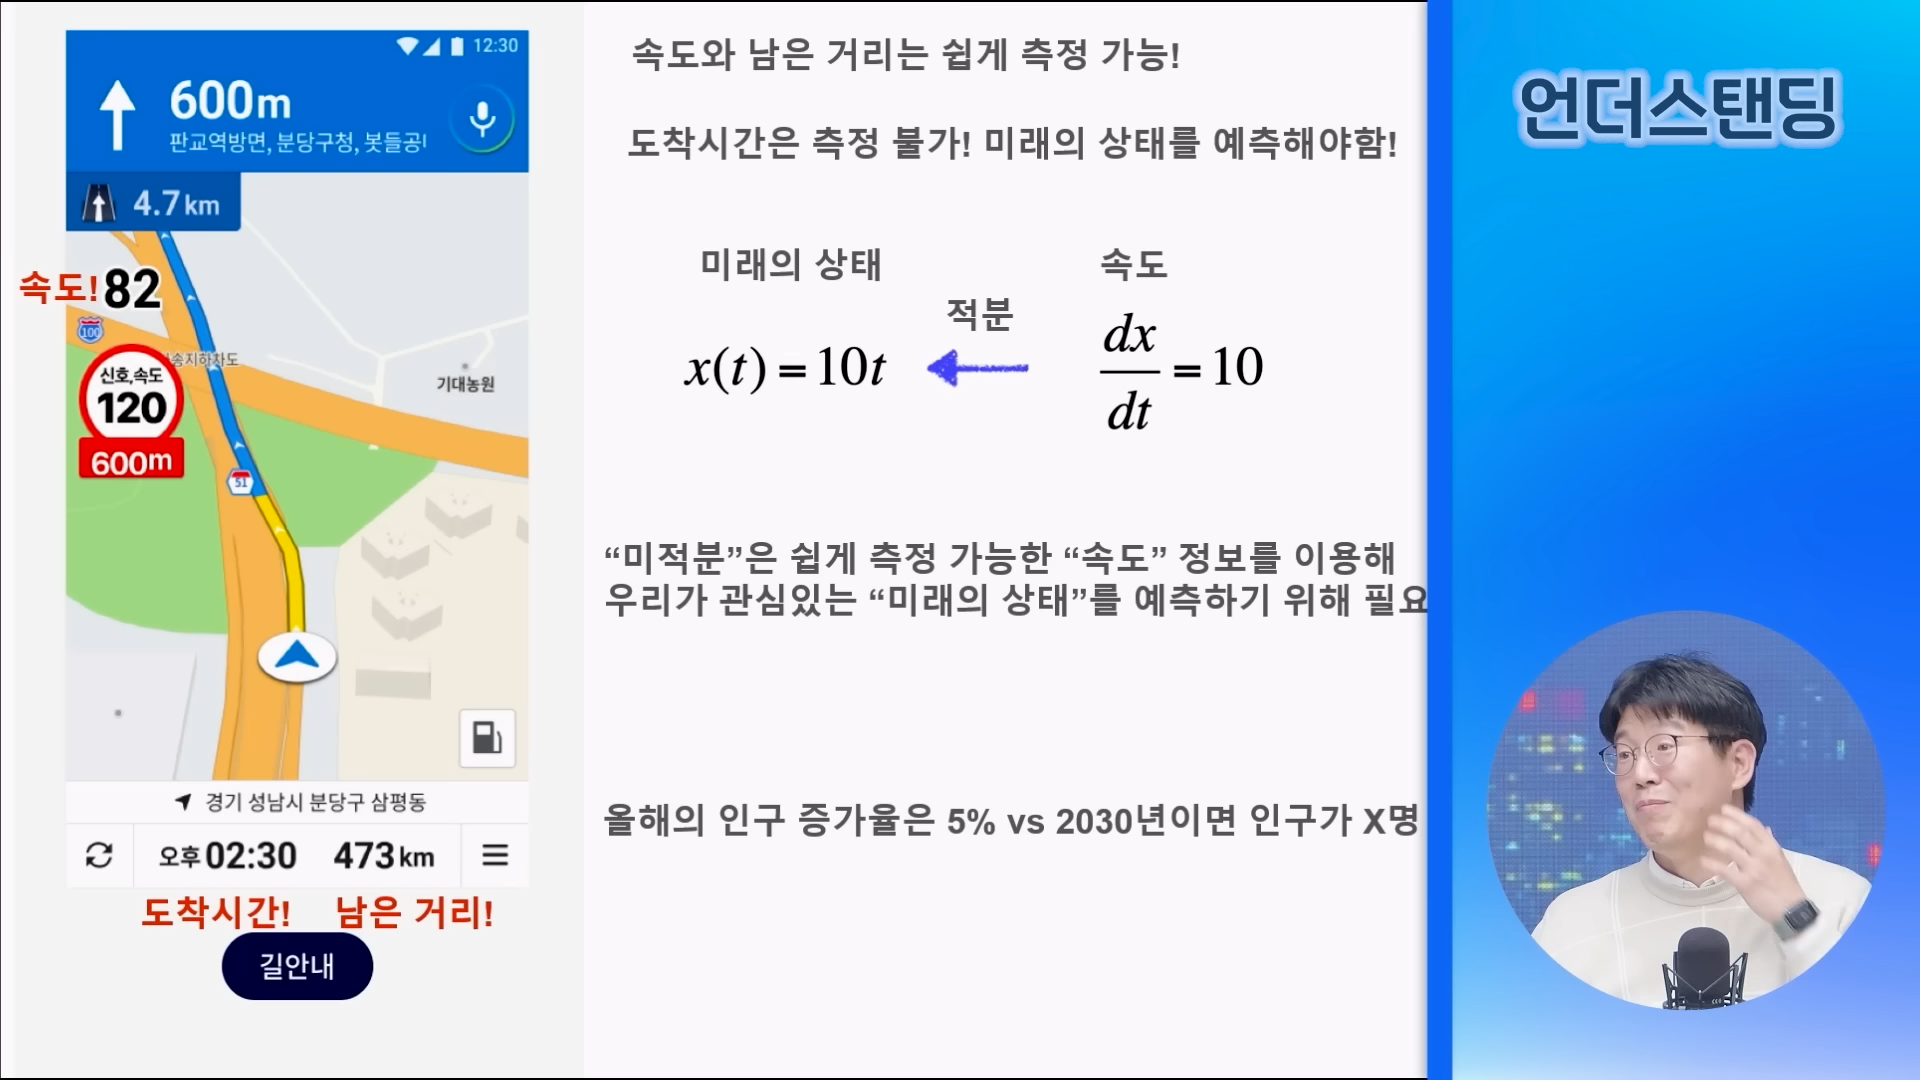 12:30
600m
판교역방면, 분당구청, 봇들공
4.7km
속도! 82
100
송지하차도
신호,속도
120
600m
기대농원
51
경기 성남시 분당구 삼평동
오후 02:30 473km
도착시간! 남은 거리!
길안내
속도와 남은 거리는 쉽게 측정 가능!
도착시간은 측정 불가! 미래의 상태를 예측해야함!
미래의 상태 속도
적분
x(t) = 10t dx/dt = 10
“미적분”은 쉽게 측정 가능한 “속도” 정보를 이용해
우리가 관심있는 “미래의 상태”를 예측하기 위해 필요
올해의 인구 증가율은 5% vs 2030년이면 인구가 X명
언더스탠딩